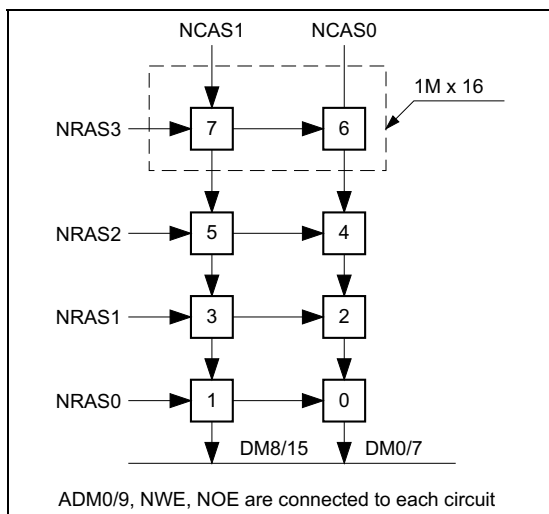 NCAS1 NCAS0
1M x 16
NRAS3 7 6
NRAS2 5 4
NRAS1 3 2
NRAS0 1 0
DM8/15 DM0/7
ADM0/9, NWE, NOE are connected to each circuit